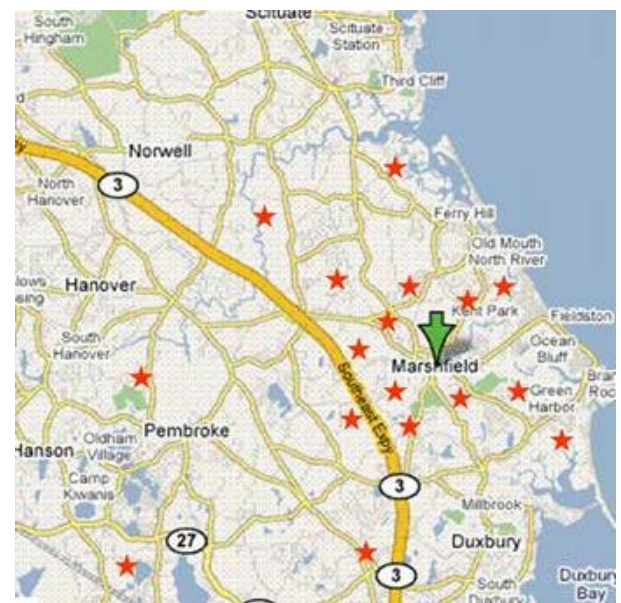 Scituate
South
Hingham
Scituate
Station
Third Cliff
Norwell
3
North
Hanover
Ferry Hill
Old Mouth
North River
Hanover
Kent Park
Fieldston
South
Hanover
Ocean
Bluff
Marshfield
Southeast Expy
Green
Harbor
Pembroke
Oldham
Village
Hanson
Camp
Kiwanis
3
Millbrook
27
Duxbury
3
South
Duxbury
Duxbury
Bay